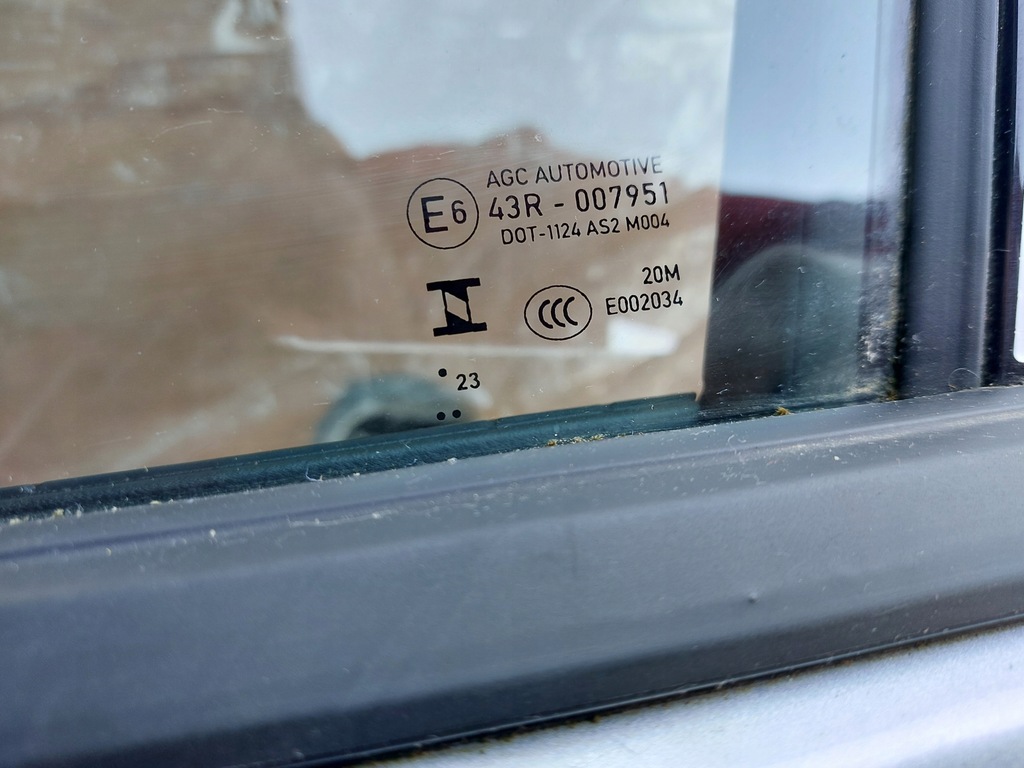 AGC AUTOMOTIVE
E6 43R - 007951
DOT-1124 AS2 M004
CCC 20M
E002034
23